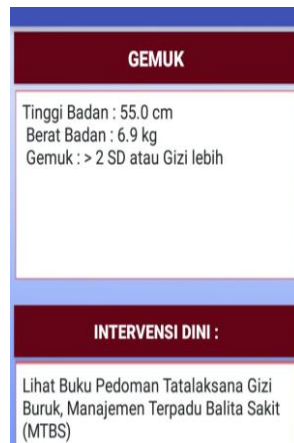 GEMUK
Tinggi Badan : 55.0 cm
Berat Badan : 6.9 kg
Gemuk : > 2 SD atau Gizi lebih
INTERVENSI DINI :
Lihat Buku Pedoman Tatalaksana Gizi
Buruk, Manajemen Terpadu Balita Sakit
(MTBS)